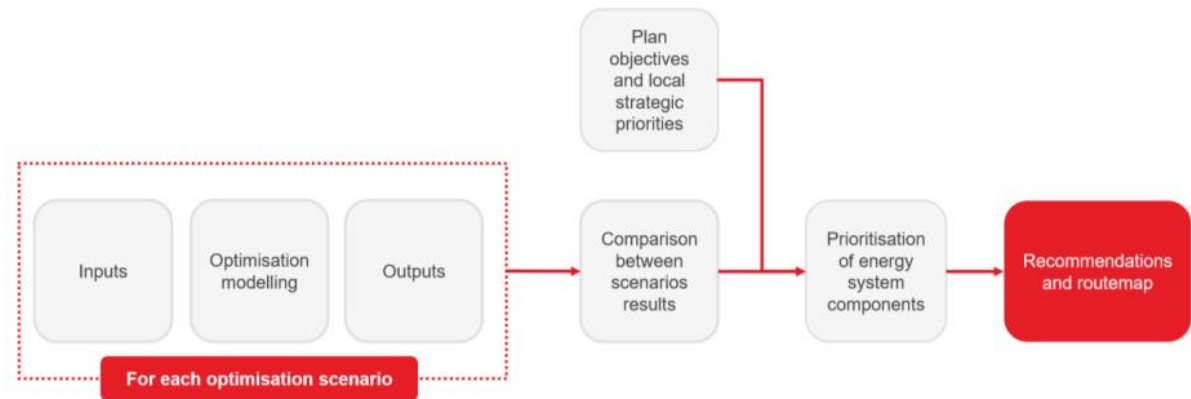 Plan
objectives
and local
strategic
priorities
Inputs
Optimisation
modelling
Outputs
For each optimisation scenario
Comparison
between
scenarios
results
Prioritisation
of energy
system
components
Recommendations
and routemap